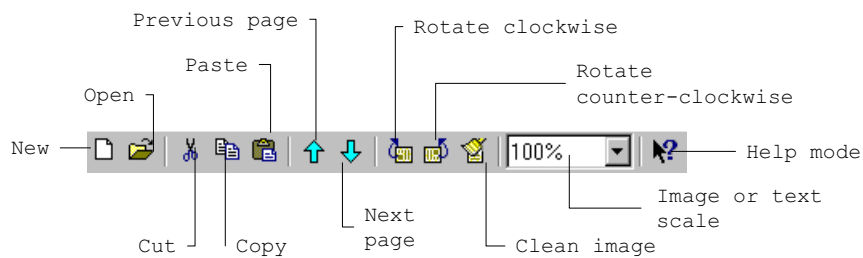 Previous page
Rotate clockwise
Paste
Rotate
counter-clockwise
Open
New
100%
?
Help mode
Image or text
scale
Next
page
Cut
Copy
Clean image